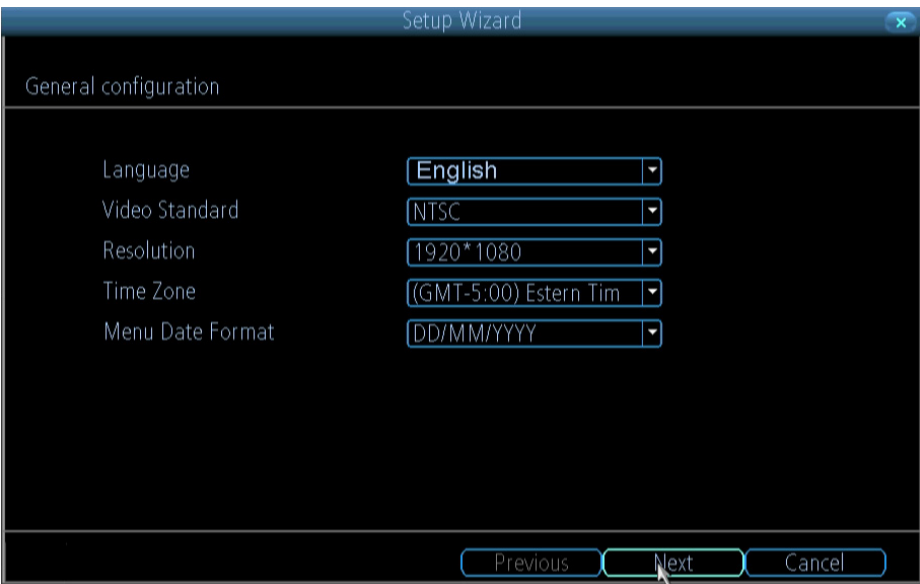 Setup Wizard
General configuration
Language English
Video Standard NTSC
Resolution 1920*1080
Time Zone (GMT-5:00) Estern Tim
Menu Date Format DD/MM/YYYY
Previous Next Cancel